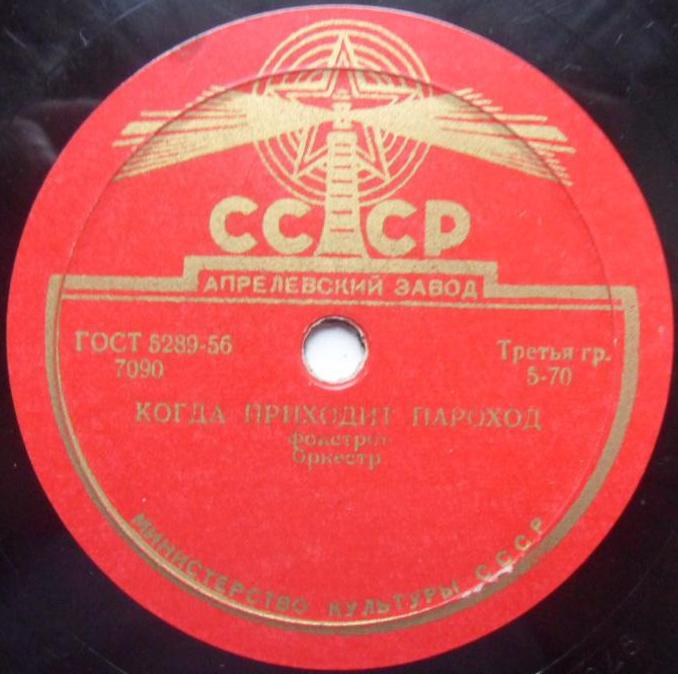 СССР
АПРЕЛЕВСКИЙ ЗАВОД
ГОСТ 5289-56
7090
Третья гр.
5-70
КОГДА ПРИХОДИТ ПАРОХОД
фокстрот
Оркестр
МИНИСТЕРСТВО КУЛЬТУРЫ СССР